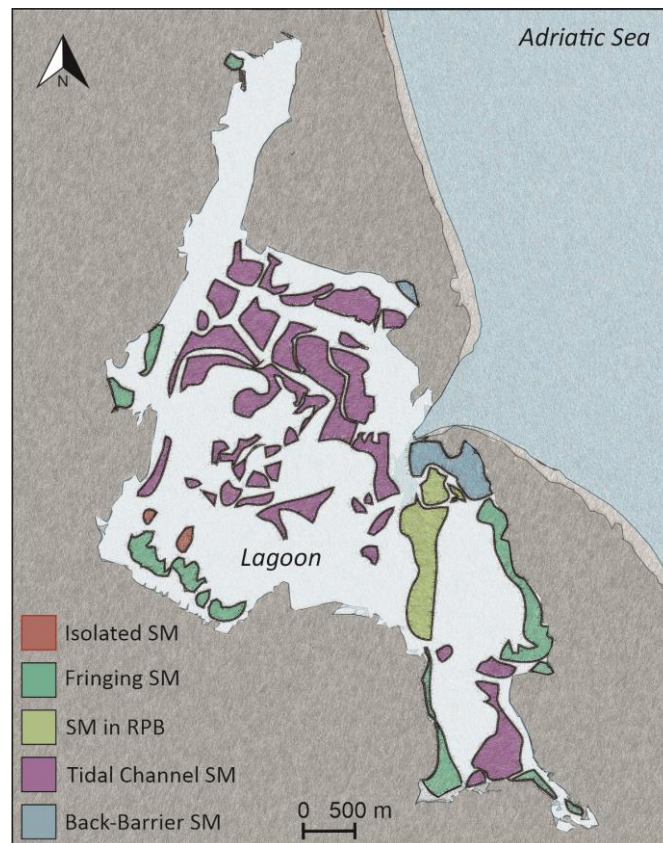 Adriatic Sea
N
Lagoon
Isolated SM
Fringing SM
SM in RPB
Tidal Channel SM
Back-Barrier SM
0 500 m